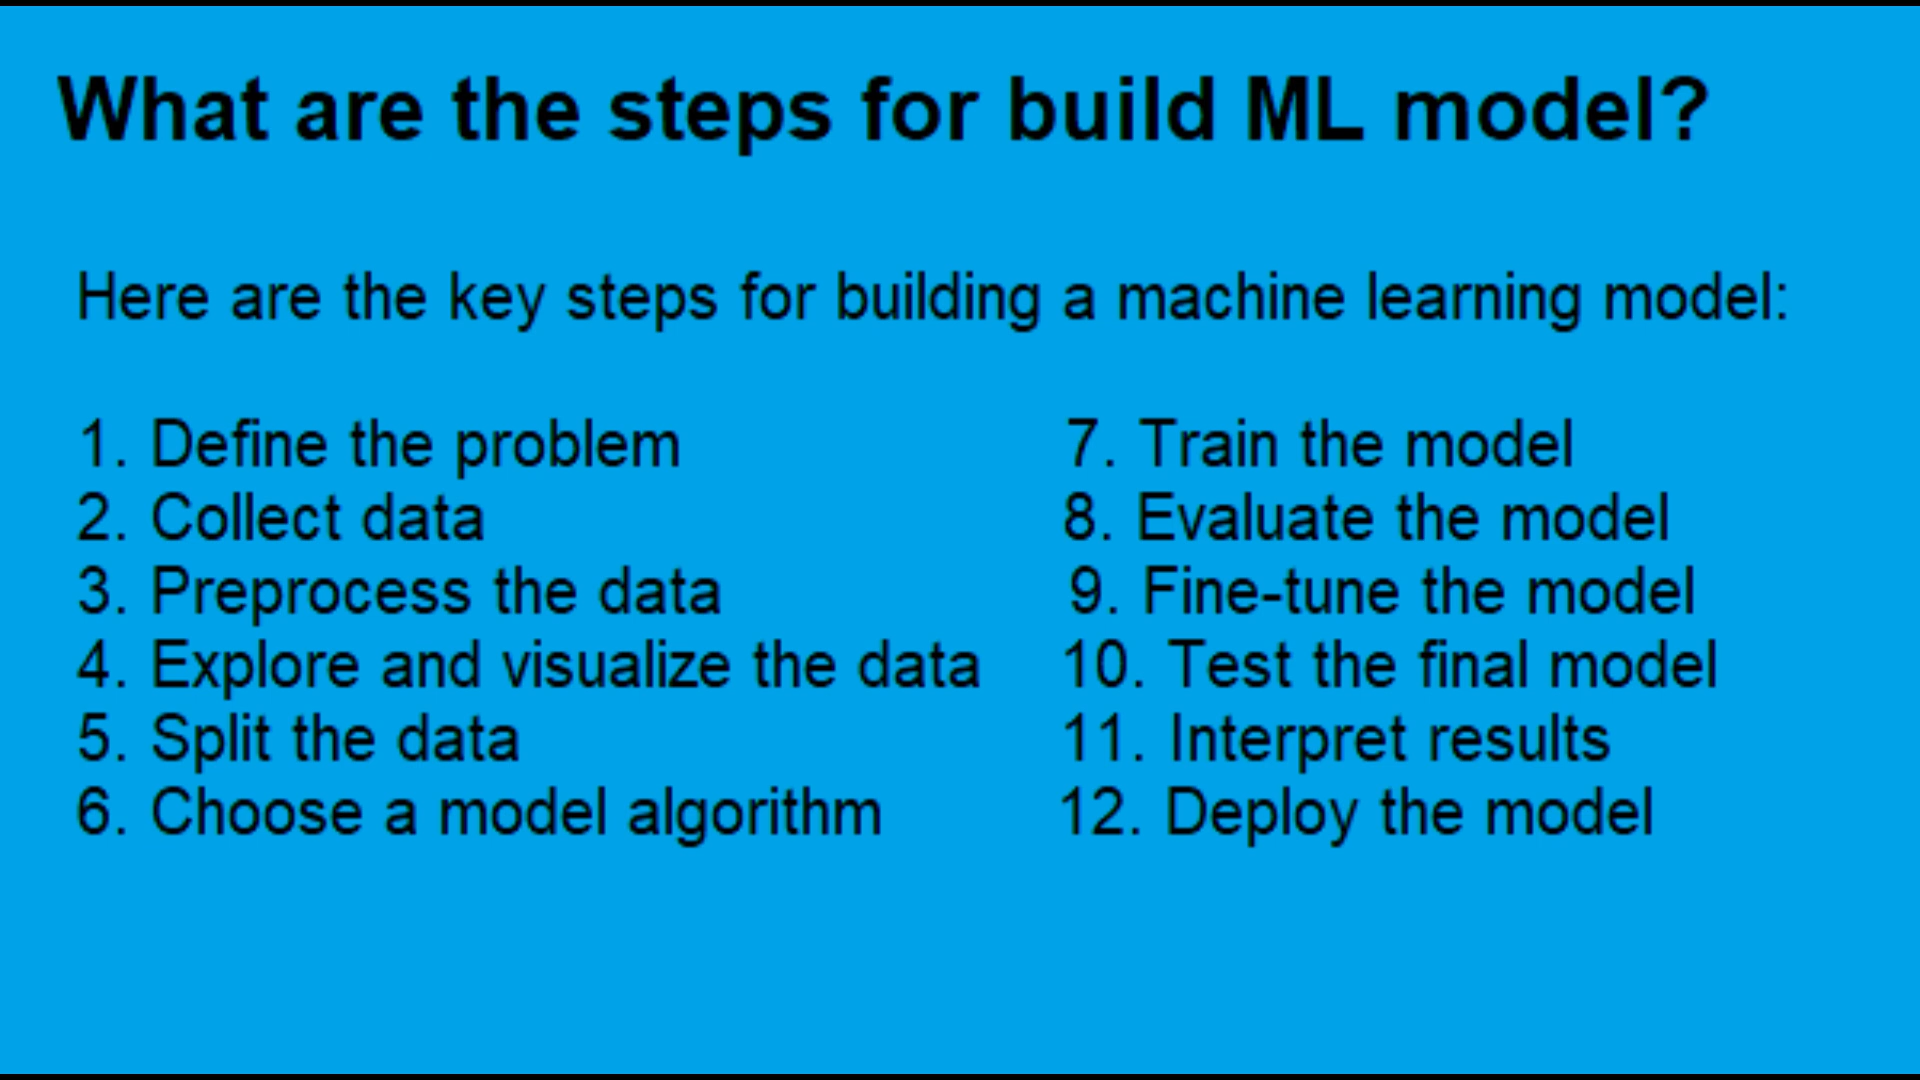 What are the steps for build ML model?
Here are the key steps for building a machine learning model:
1. Define the problem
2. Collect data
3. Preprocess the data
4. Explore and visualize the data
5. Split the data
6. Choose a model algorithm
7. Train the model
8. Evaluate the model
9. Fine-tune the model
10. Test the final model
11. Interpret results
12. Deploy the model